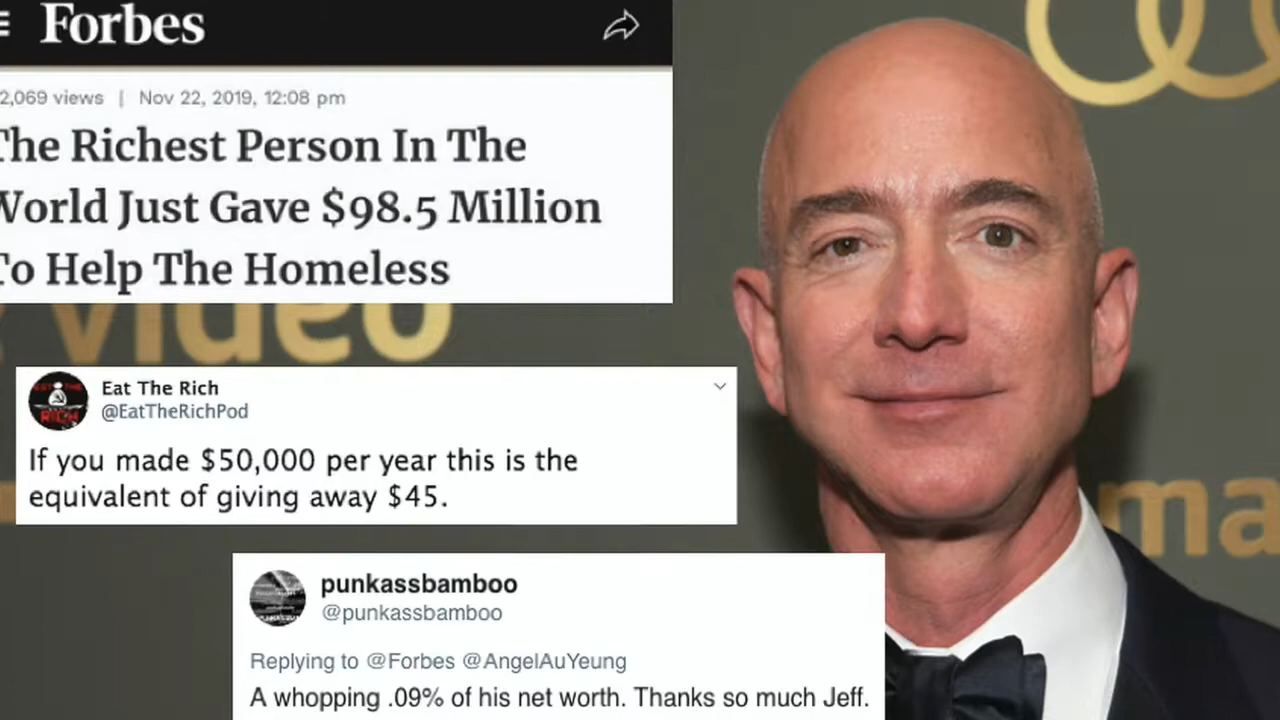 Forbes
2,069 views | Nov 22, 2019, 12:08 pm
The Richest Person In The
World Just Gave $98.5 Million
To Help The Homeless
video
Eat The Rich
@EatTheRichPod
If you made $50,000 per year this is the
equivalent of giving away $45.
ma
punkassbamboo
@punkassbamboo
Replying to @Forbes @AngelAuYeung
A whopping .09% of his net worth. Thanks so much Jeff.